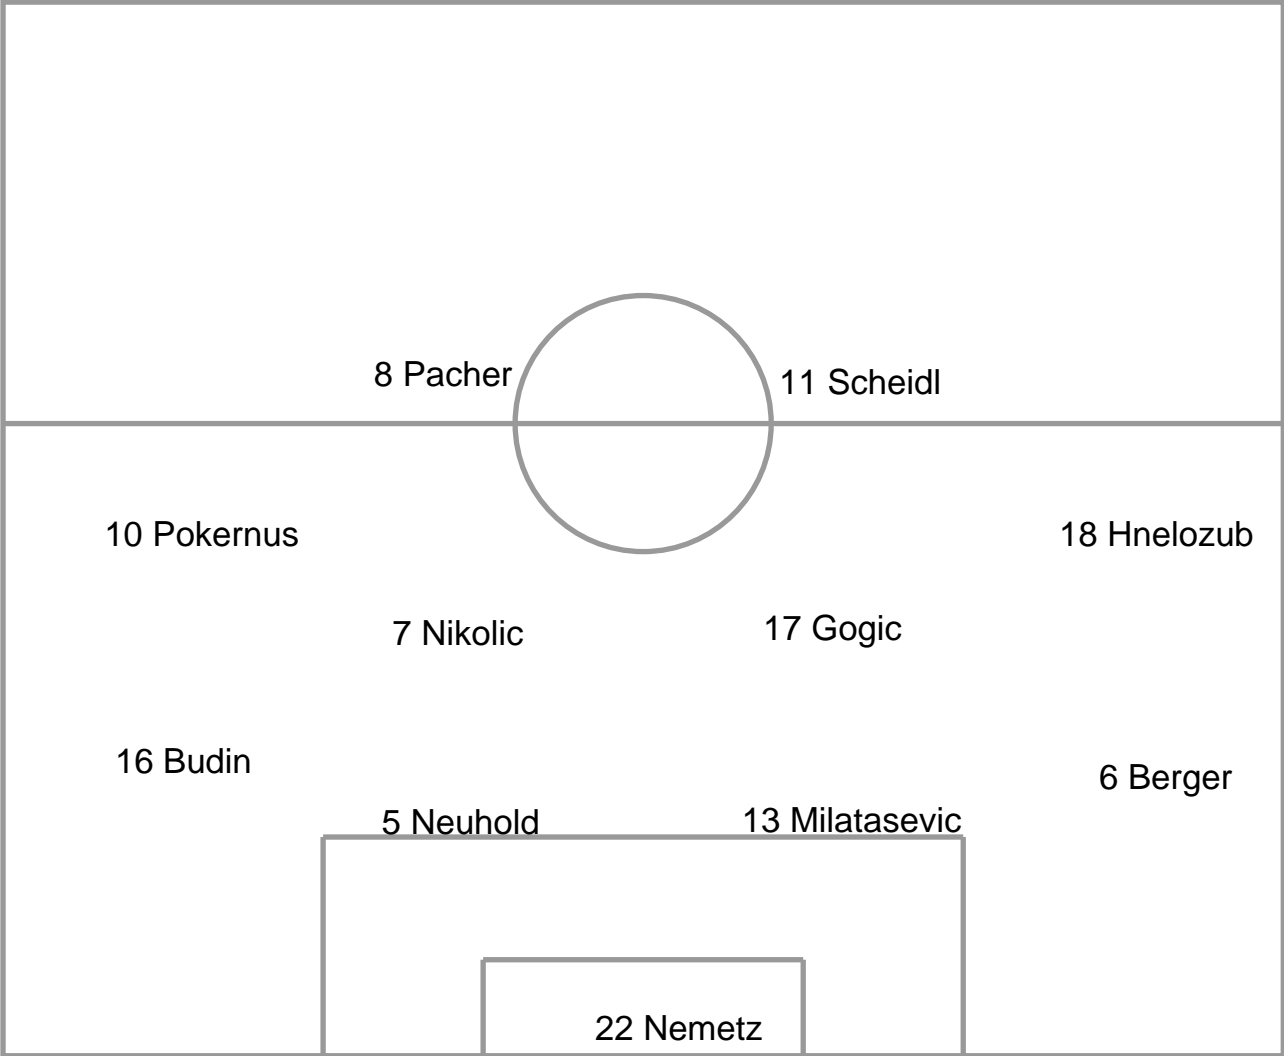 8 Pacher
11 Scheidl
10 Pokernus
18 Hnelozub
7 Nikolic
17 Gogic
16 Budin
6 Berger
5 Neuhold
13 Milatasevic
22 Nemetz